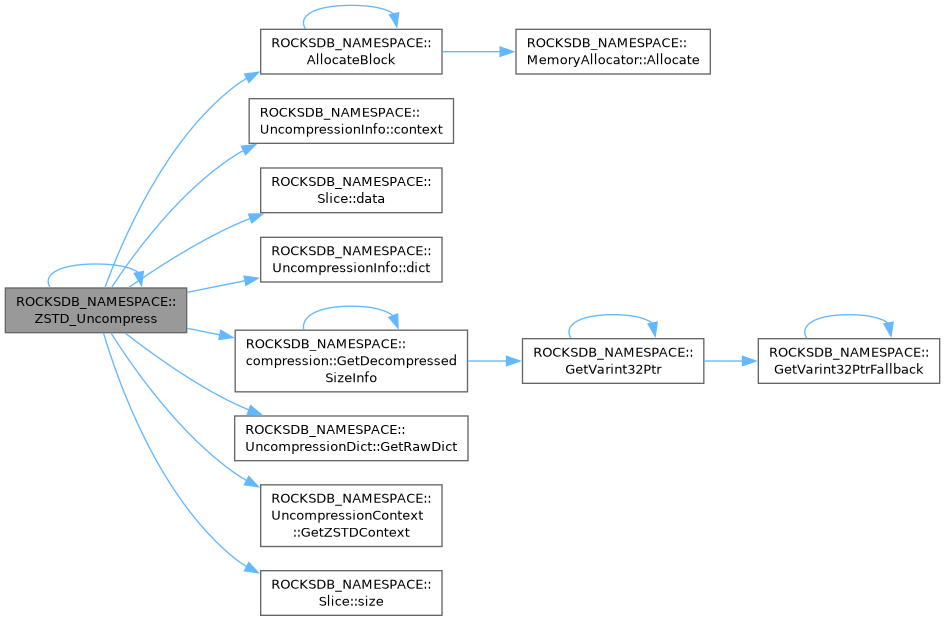 ROCKSDB_NAMESPACE::
ZSTD_Uncompress
ROCKSDB_NAMESPACE::
AllocateBlock
ROCKSDB_NAMESPACE::
MemoryAllocator::Allocate
ROCKSDB_NAMESPACE::
UncompressionInfo::context
ROCKSDB_NAMESPACE::
Slice::data
ROCKSDB_NAMESPACE::
UncompressionInfo::dict
ROCKSDB_NAMESPACE::
compression::GetDecompressed
SizeInfo
ROCKSDB_NAMESPACE::
GetVarint32Ptr
ROCKSDB_NAMESPACE::
GetVarint32PtrFallback
ROCKSDB_NAMESPACE::
UncompressionDict::GetRawDict
ROCKSDB_NAMESPACE::
UncompressionContext
::GetZSTDContext
ROCKSDB_NAMESPACE::
Slice::size